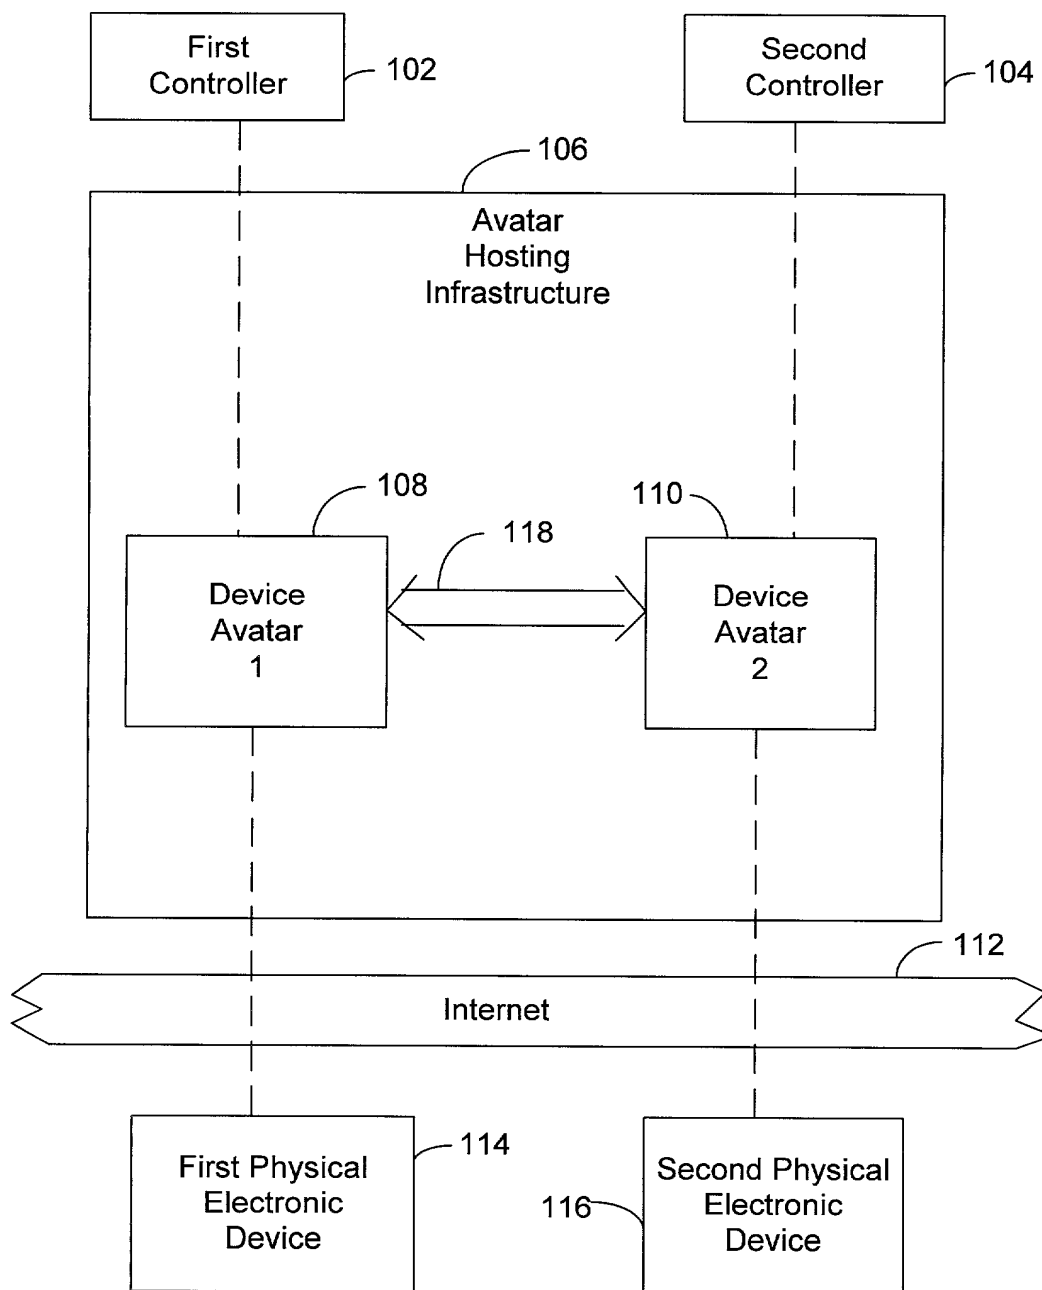 First
Controller
102
Second
Controller
104
106
Avatar
Hosting
Infrastructure
108
110
118
Device
Avatar
1
Device
Avatar
2
112
Internet
114
First Physical
Electronic
Device
116
Second Physical
Electronic
Device